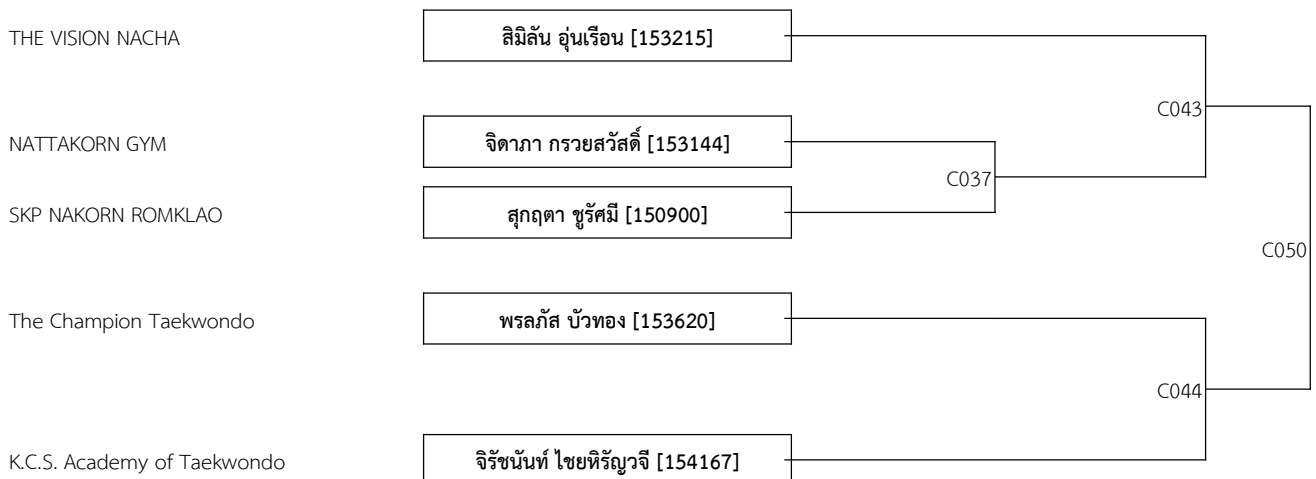 THE VISION NACHA สิมิลัน อุ่นเรือน [153215]
C043
NATTAKORN GYM จิดาภา กรวยสวัสดิ์ [153144]
C037
SKP NAKORN ROMKLAO สุกฤตา ชูรัศมี [150900]
C050
The Champion Taekwondo พรลภัส บัวทอง [153620]
C044
K.C.S. Academy of Taekwondo จิรัชนันท์ ไชยหิรัญวจี [154167]